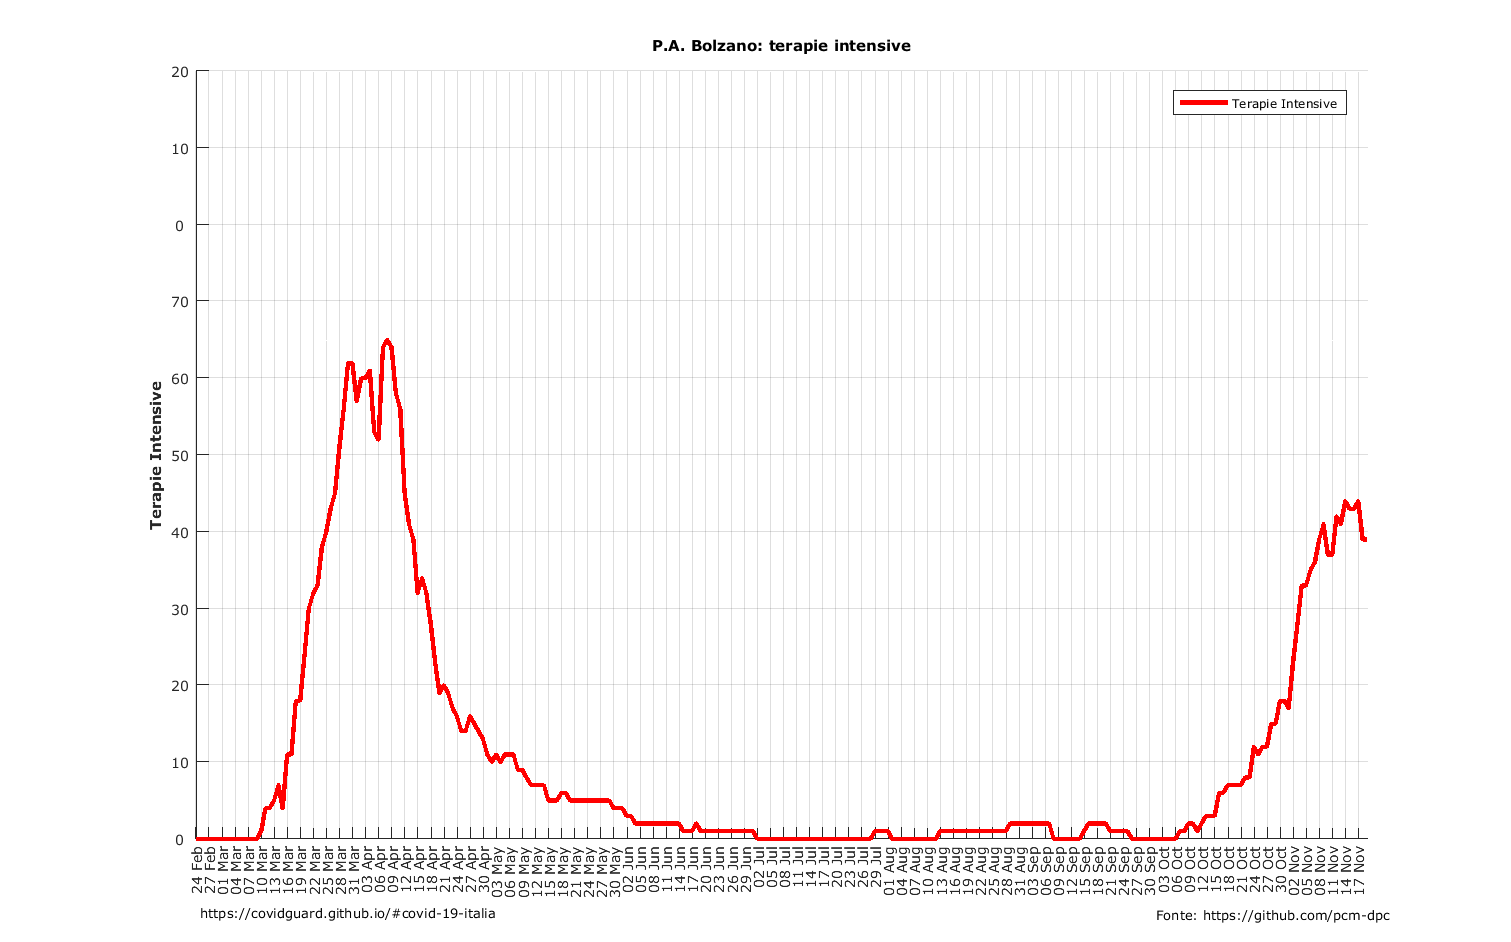 P.A. Bolzano: terapie intensive
20
10
0
70
60
50
40
30
20
10
0
Terapie Intensive
Terapie Intensive
24 Feb
27 Feb
01 Mar
04 Mar
07 Mar
10 Mar
13 Mar
16 Mar
19 Mar
22 Mar
25 Mar
28 Mar
31 Mar
03 Apr
06 Apr
09 Apr
12 Apr
15 Apr
18 Apr
21 Apr
24 Apr
27 Apr
30 Apr
03 May
06 May
09 May
12 May
15 May
18 May
21 May
24 May
27 May
30 May
02 Jun
05 Jun
08 Jun
11 Jun
14 Jun
17 Jun
20 Jun
23 Jun
26 Jun
29 Jun
02 Jul
05 Jul
08 Jul
11 Jul
14 Jul
17 Jul
20 Jul
23 Jul
26 Jul
29 Jul
01 Aug
04 Aug
07 Aug
10 Aug
13 Aug
16 Aug
19 Aug
22 Aug
25 Aug
28 Aug
31 Aug
03 Sep
06 Sep
09 Sep
12 Sep
15 Sep
18 Sep
21 Sep
24 Sep
27 Sep
30 Sep
03 Oct
06 Oct
09 Oct
12 Oct
15 Oct
18 Oct
21 Oct
24 Oct
27 Oct
30 Oct
02 Nov
05 Nov
08 Nov
11 Nov
14 Nov
17 Nov
https://covidguard.github.io/#covid-19-italia
Fonte: https://github.com/pcm-dpc